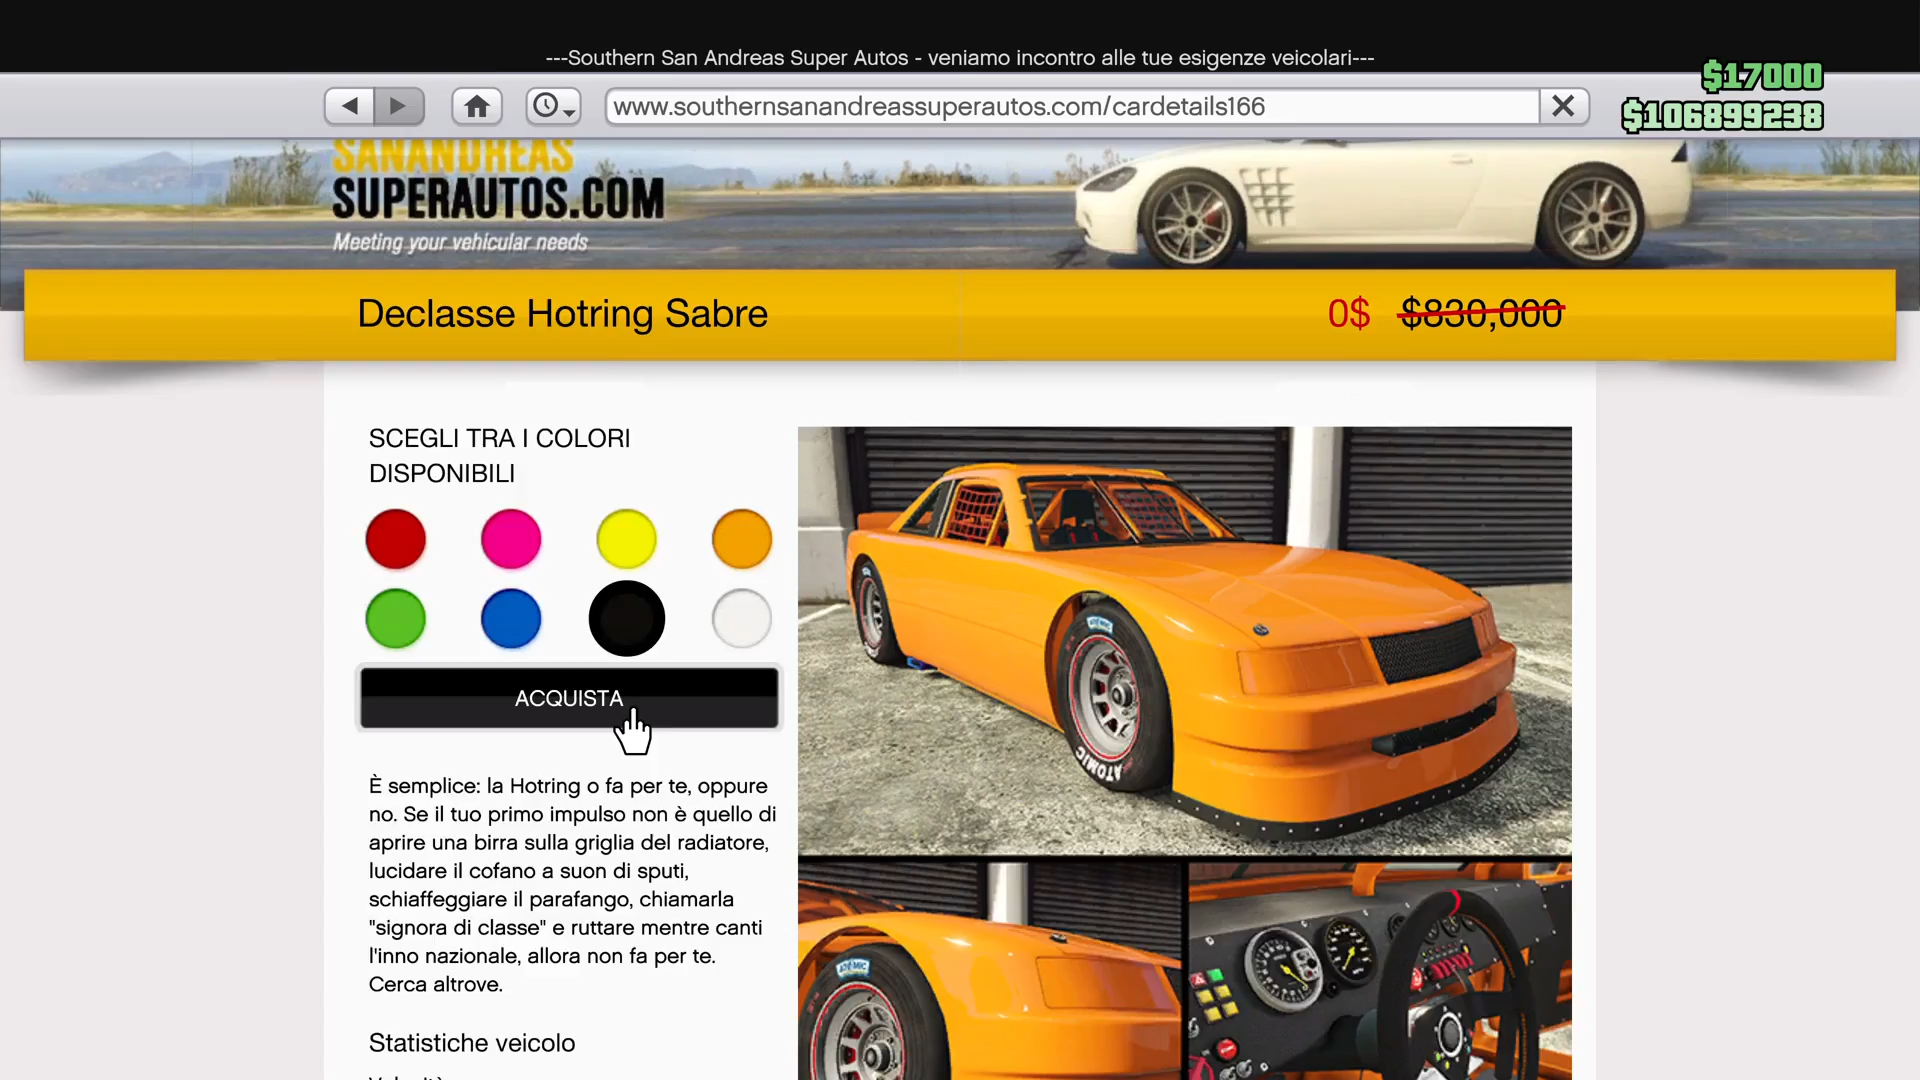 ---Southern San Andreas Super Autos - veniamo incontro alle tue esigenze veicolari---
$17000
www.southernsanandreassuperautos.com/cardetails166
$106899238
SANANDREAS
SUPERAUTOS.COM
Meeting your vehicular needs
Declasse Hotring Sabre
0$ $830,000
SCEGLI TRA I COLORI
DISPONIBILI
ACQUISTA
È semplice: la Hotring o fa per te, oppure
no. Se il tuo primo impulso non è quello di
aprire una birra sulla griglia del radiatore,
lucidare il cofano a suon di sputi,
schiaffeggiare il parafango, chiamarla
"signora di classe" e ruttare mentre canti
l'inno nazionale, allora non fa per te.
Cerca altrove.
Statistiche veicolo
ATOMIC
ATOMIC
ATOMIC